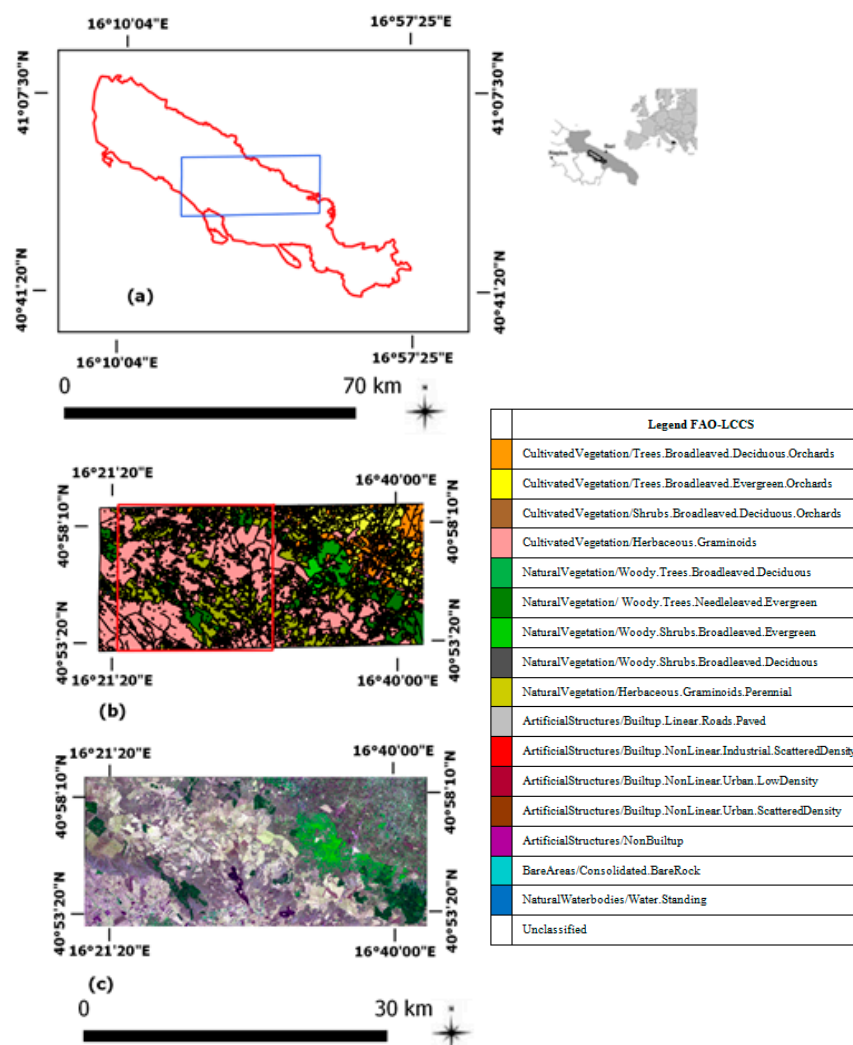 16°10'04"E
16°57'25"E
41°07'30"N
41°07'30"N
40°41'20"N
40°41'20"N
(a)
16°10'04"E
16°57'25"E
0
70 km
Bari
Naples
16°21'20"E
16°40'00"E
40°58'10"N
40°58'10"N
40°53'20"N
40°53'20"N
16°21'20"E
16°40'00"E
(b)
16°21'20"E
16°40'00"E
40°58'10"N
40°58'10"N
40°53'20"N
40°53'20"N
16°21'20"E
16°40'00"E
(c)
0
30 km
Legend FAO-LCCS
CultivatedVegetation/Trees.Broadleaved.Deciduous.Orchards
CultivatedVegetation/Trees.Broadleaved.Evergreen.Orchards
CultivatedVegetation/Shrubs.Broadleaved.Deciduous.Orchards
CultivatedVegetation/Herbaceous.Graminoids
NaturalVegetation/Woody.Trees.Broadleaved.Deciduous
NaturalVegetation/ Woody.Trees.Needleleaved.Evergreen
NaturalVegetation/Woody.Shrubs.Broadleaved.Evergreen
NaturalVegetation/Woody.Shrubs.Broadleaved.Deciduous
NaturalVegetation/Herbaceous.Graminoids.Perennial
ArtificialStructures/Builtup.Linear.Roads.Paved
ArtificialStructures/Builtup.NonLinear.Industrial.ScatteredDensity
ArtificialStructures/Builtup.NonLinear.Urban.LowDensity
ArtificialStructures/Builtup.NonLinear.Urban.ScatteredDensity
ArtificialStructures/NonBuiltup
BareAreas/Consolidated.BareRock
NaturalWaterbodies/Water.Standing
Unclassified